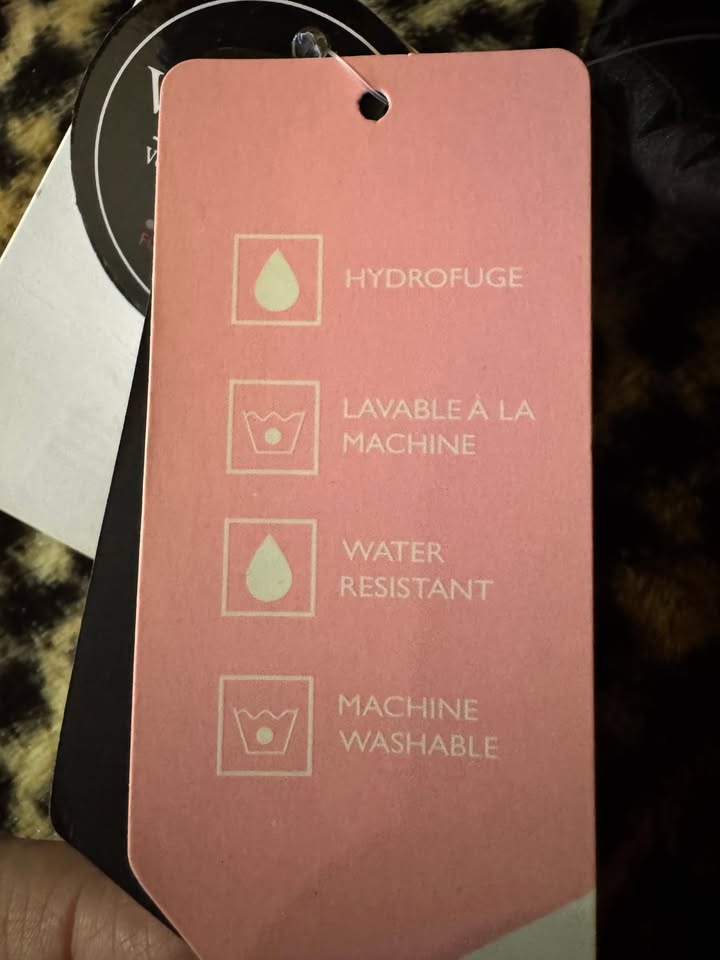 HYDROFUGE
LAVABLE À LA
MACHINE
WATER
RESISTANT
MACHINE
WASHABLE